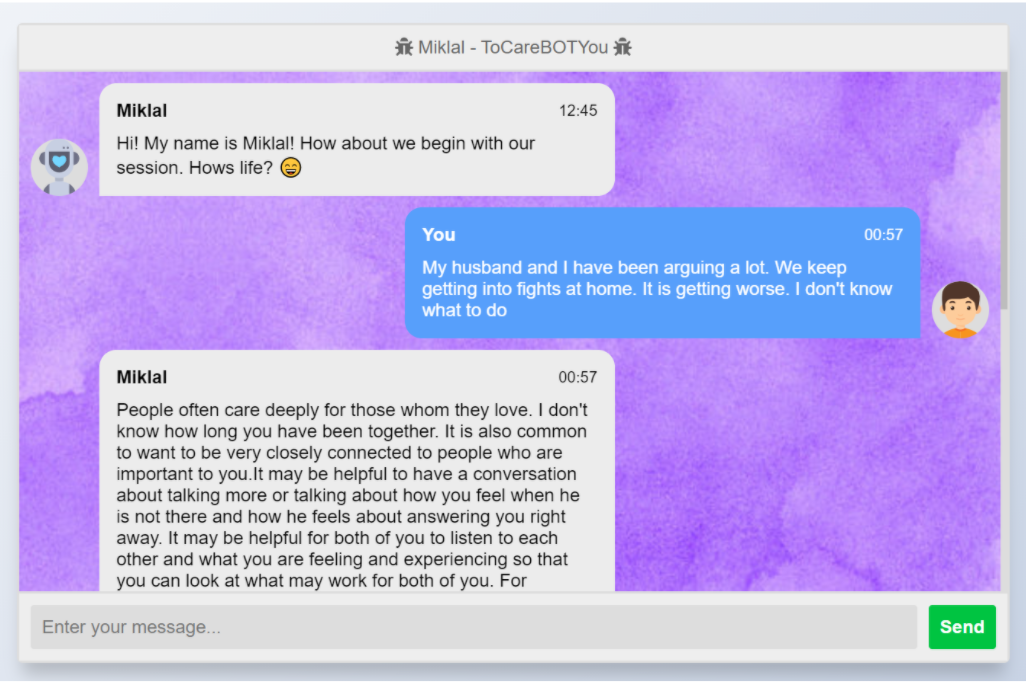 Miklal - ToCareBOTYou
Miklal 12:45
Hi! My name is Miklal! How about we begin with our
session. Hows life? 😄
You 00:57
My husband and I have been arguing a lot. We keep
getting into fights at home. It is getting worse. I don't know
what to do
Miklal 00:57
People often care deeply for those whom they love. I don't
know how long you have been together. It is also common
to want to be very closely connected to people who are
important to you.It may be helpful to have a conversation
about talking more or talking about how you feel when he
is not there and how he feels about answering you right
away. It may be helpful for both of you to listen to each
other and what you are feeling and experiencing so that
you can look at what may work for both of you. For
Enter your message...
Send